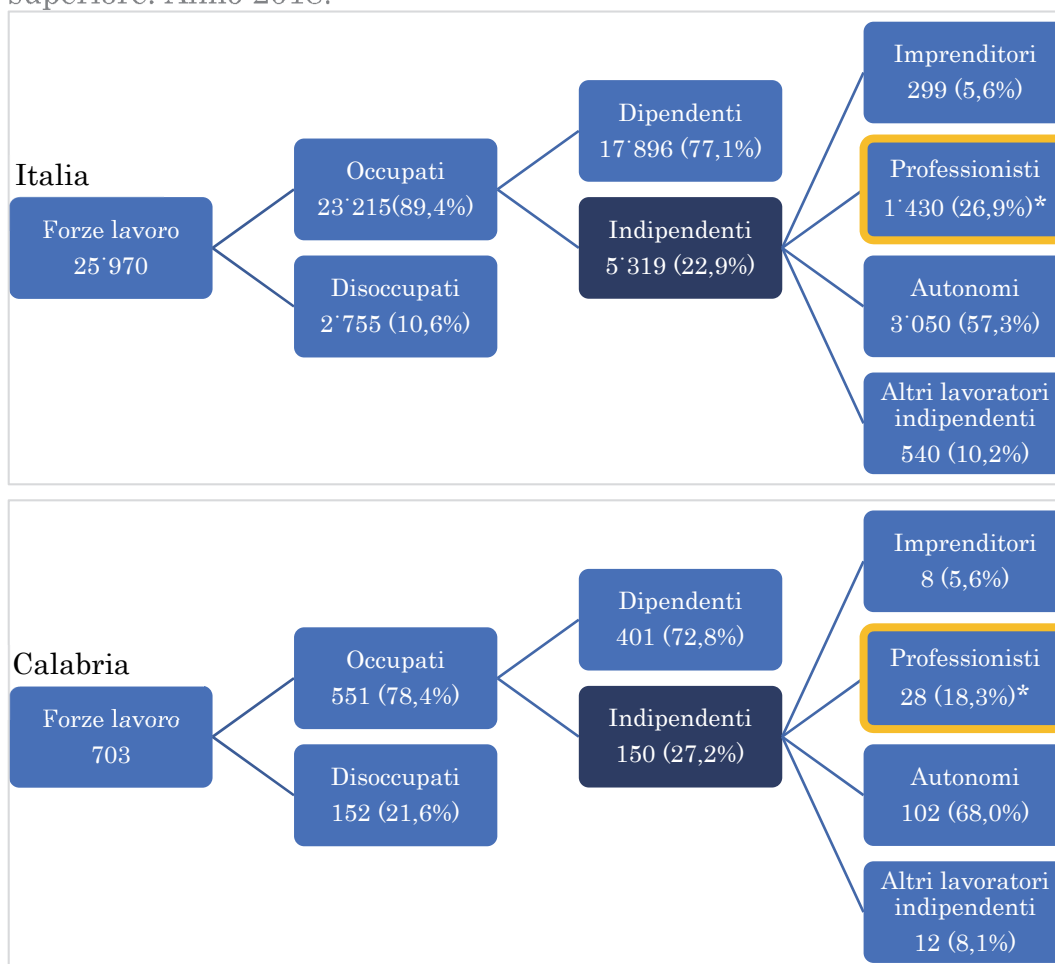 Italia
Forze lavoro
25˙970
Occupati
23˙215(89,4%)
Disoccupati
2˙755 (10,6%)
Dipendenti
17˙896 (77,1%)
Indipendenti
5˙319 (22,9%)
Imprenditori
299 (5,6%)
Professionisti
1˙430 (26,9%)*
Autonomi
3˙050 (57,3%)
Altri lavoratori
indipendenti
540 (10,2%)
Calabria
Forze lavoro
703
Occupati
551 (78,4%)
Disoccupati
152 (21,6%)
Dipendenti
401 (72,8%)
Indipendenti
150 (27,2%)
Imprenditori
8 (5,6%)
Professionisti
28 (18,3%)*
Autonomi
102 (68,0%)
Altri lavoratori
indipendenti
12 (8,1%)